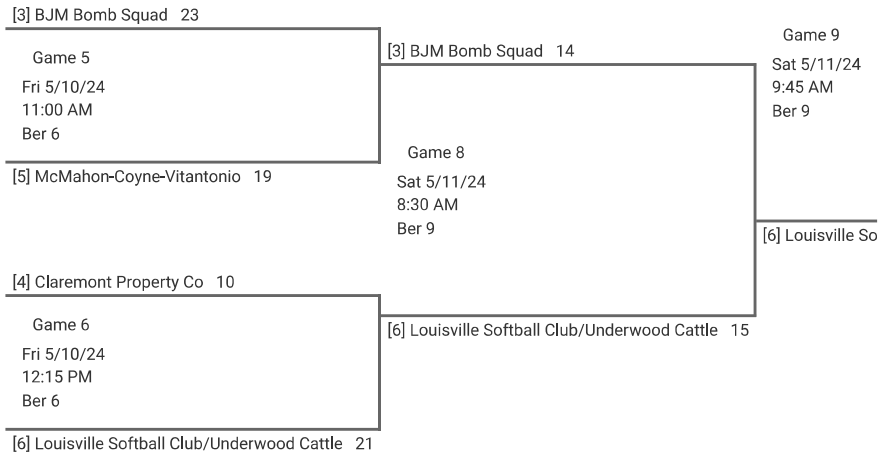 [3] BJM Bomb Squad 23
Game 5
Fri 5/10/24
11:00 AM
Ber 6
[5] McMahon-Coyne-Vitantonio 19
[4] Claremont Property Co 10
Game 6
Fri 5/10/24
12:15 PM
Ber 6
[6] Louisville Softball Club/Underwood Cattle 21
[3] BJM Bomb Squad 14
Game 8
Sat 5/11/24
8:30 AM
Ber 9
[6] Louisville Softball Club/Underwood Cattle 15
Game 9
Sat 5/11/24
9:45 AM
Ber 9
[6] Louisville So